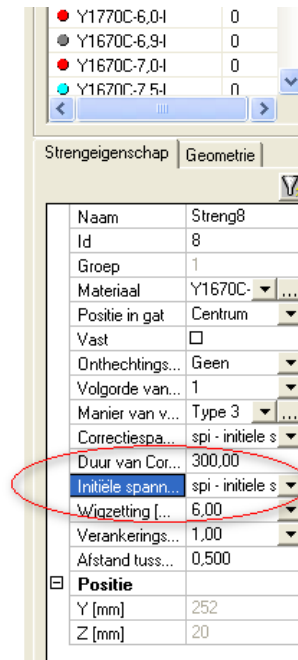 Y1770C-6,0-I 0
Y1670C-6,9-I 0
Y1670C-7,0-I 0
Y1670C-7,5-I 0
Strengeigenschap Geometrie
Naam Streng8
Id 8
Groep 1
Materiaal Y1670C- ...
Positie in gat Centrum
Vast
Onthechtings... Geen
Volgorde van... 1
Manier van v... Type 3 ...
Correctiespa... spi - initiele s
Duur van Cor... 300,00
Initiële spann... spi - initiele s
Wigzetting [... 6,00
Verankerings... 1,00
Afstand tuss... 0,500
Positie
Y [mm] 252
Z [mm] 20